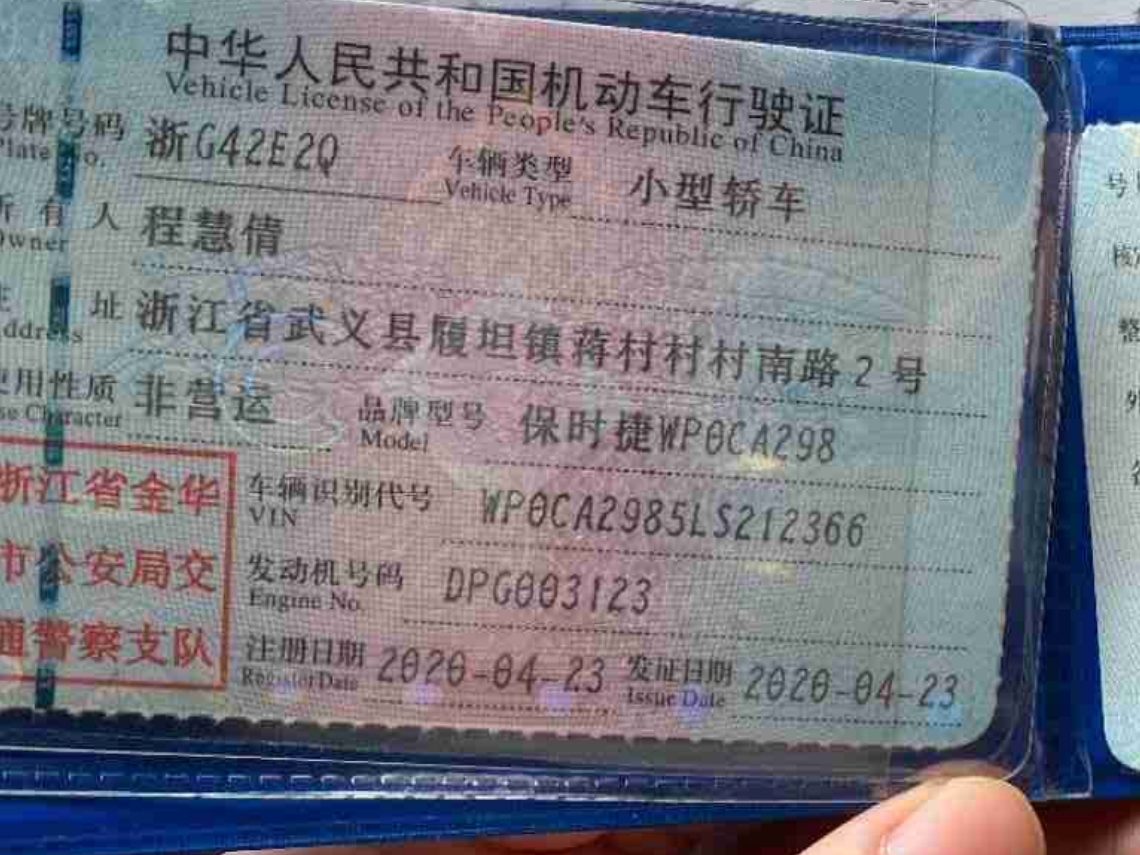 中华人民共和国机动车行驶证
Vehicle License of the People's Republic of China
号牌号码 浙G42E2Q 车辆类型 小型轿车
Plate No. Vehicle Type
所有人 程慧倩
Owner
址 浙江省武义县履坦镇蒋村村村南路2号
Address
使用性质 非营运 品牌型号 保时捷WP0CA298
Use Character Model
浙江省金华
市公安局交
通警察支队
车辆识别代号 WP0CA2985LS212366
VIN
发动机号码 DPG003123
Engine No.
注册日期 2020-04-23 发证日期 2020-04-23
Register Date Issue Date
号
核
整